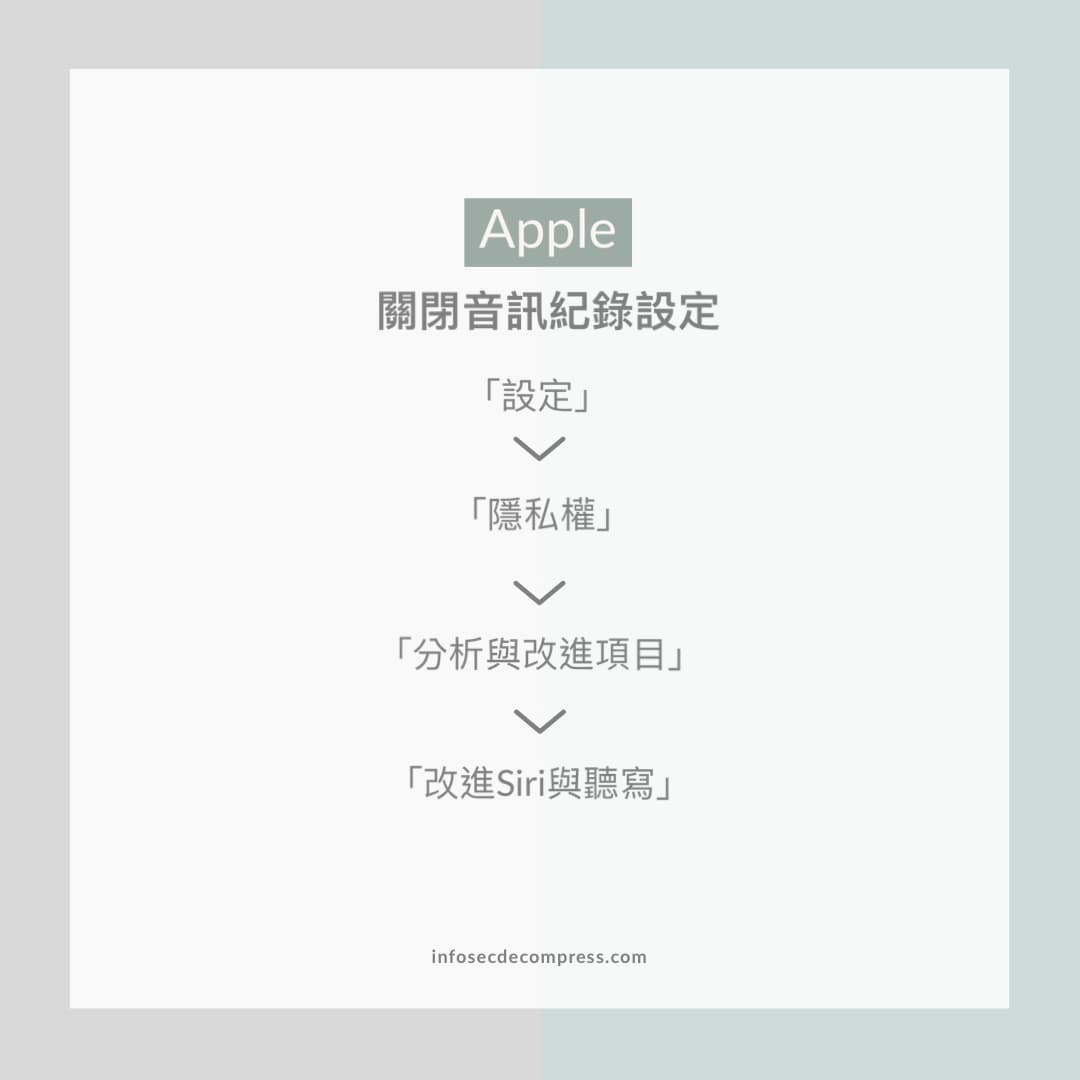 Apple
關閉音訊紀錄設定
「設定」
「隱私權」
「分析與改進項目」
「改進Siri與聽寫」
infosecdecompress.com